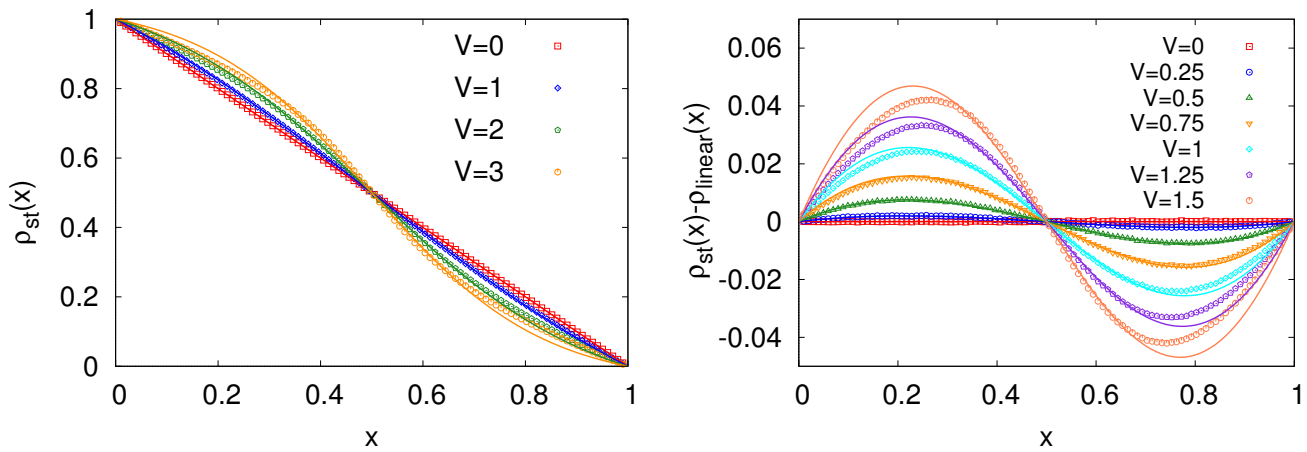 1
0.8
0.6
0.4
0.2
0
ρst(x)
V=0
V=1
V=2
V=3
0 0.2 0.4 0.6 0.8 1
x
0.06
0.04
0.02
0
-0.02
-0.04
ρst(x)-ρlinear(x)
V=0
V=0.25
V=0.5
V=0.75
V=1
V=1.25
V=1.5
0 0.2 0.4 0.6 0.8 1
x